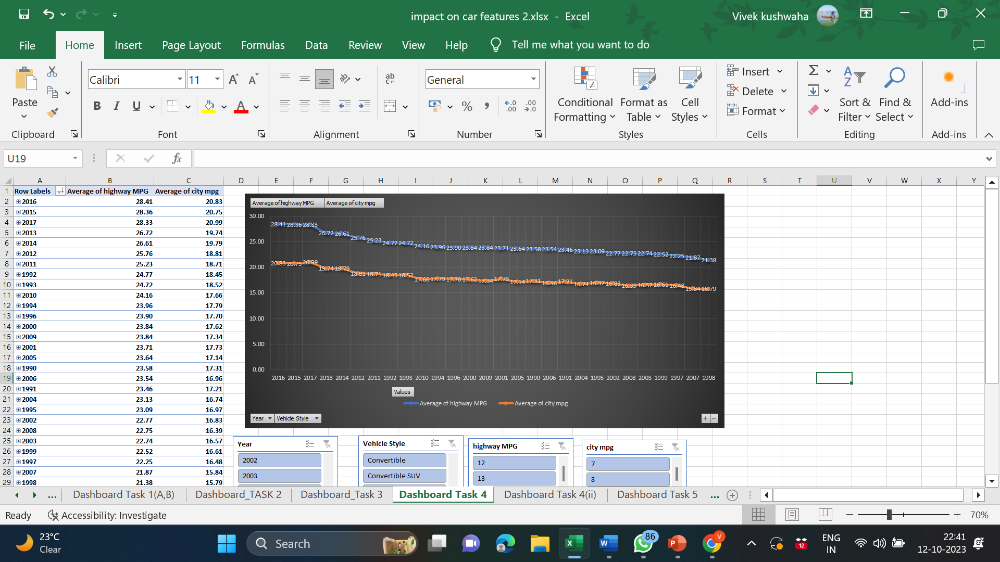 impact on car features 2.xlsx - Excel
Vivek kushwaha
File Home Insert Page Layout Formulas Data Review View Help Tell me what you want to do
Paste
Clipboard
Calibri 11
B I U A
Font
ab
Alignment
General
% ,
Number
Conditional Formatting
Format as Table
Cell Styles
Styles
Insert
Delete
Format
Cells
Sort & Filter
Find & Select
Editing
Add-ins
Add-ins
U19
fx
A B C D E F G H I J K L M N O P Q R S T U V W X Y
1 Row Labels Average of highway MPG Average of city mpg
2 2016 28.41 20.83
3 2015 28.36 20.75
4 2017 28.33 20.99
5 2013 26.72 19.74
6 2014 26.61 19.79
7 2012 25.76 18.81
8 2011 25.23 18.71
9 1992 24.77 18.45
10 1993 24.72 18.52
11 2010 24.16 17.66
12 1994 23.96 17.79
13 1996 23.90 17.70
14 2000 23.84 17.62
15 2009 23.84 17.34
16 2001 23.71 17.73
17 2005 23.64 17.14
18 1990 23.58 17.31
19 2006 23.54 16.96
20 1991 23.46 17.21
21 2004 23.13 16.74
22 1995 23.09 16.97
23 2002 22.77 16.83
24 2008 22.75 16.39
25 2003 22.74 16.57
26 1999 22.52 16.61
27 1997 22.25 16.48
28 2007 21.87 15.84
29 1998 21.38 15.79
Average of highway MPG Average of city mpg
30.00
25.00
20.00
15.00
10.00
5.00
0.00
28.41 28.36 28.33 26.72 26.61 25.76 25.23 24.77 24.72 24.16 23.96 23.90 23.84 23.84 23.71 23.64 23.58 23.54 23.46 23.13 23.09 22.77 22.75 22.74 22.52 22.25 21.87 21.38
20.83 20.75 20.99 19.74 19.79 18.81 18.71 18.45 18.52 17.66 17.79 17.70 17.62 17.34 17.73 17.14 17.31 16.96 17.21 16.74 16.97 16.83 16.39 16.57 16.61 16.48 15.84 15.79
2016 2015 2017 2013 2014 2012 2011 1992 1993 2010 1994 1996 2000 2009 2001 2005 1990 2006 1991 2004 1995 2002 2008 2003 1999 1997 2007 1998
Values
Average of highway MPG Average of city mpg
Year Vehicle Style
Year
2002
2003
Vehicle Style
Convertible
Convertible SUV
highway MPG
12
13
city mpg
7
8
... Dashboard Task 1(A,B) Dashboard_TASK 2 Dashboard_Task 3 Dashboard Task 4 Dashboard Task 4(ii) Dashboard Task 5 ...
Ready Accessibility: Investigate
70%
23°C
Clear
Search
86
V
12
ENG
IN
22:41
12-10-2023